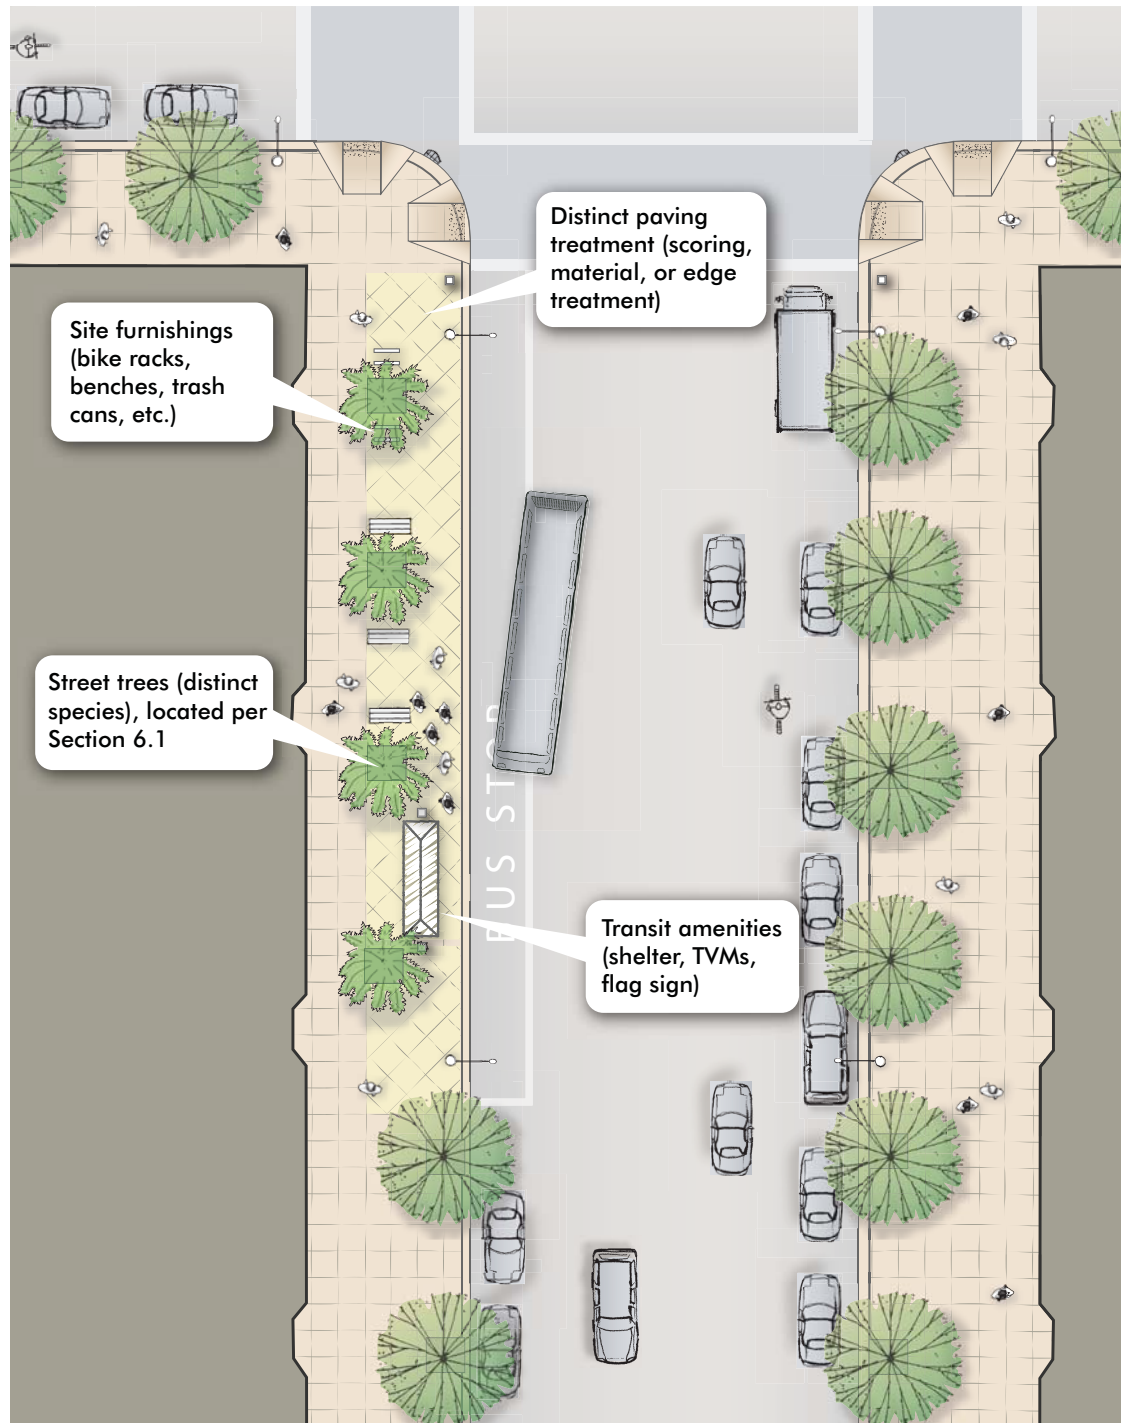 Distinct paving
treatment (scoring,
material, or edge
treatment)
Site furnishings
(bike racks,
benches, trash
cans, etc.)
Street trees (distinct
species), located per
Section 6.1
BUS STOP
Transit amenities
(shelter, TVMs,
flag sign)